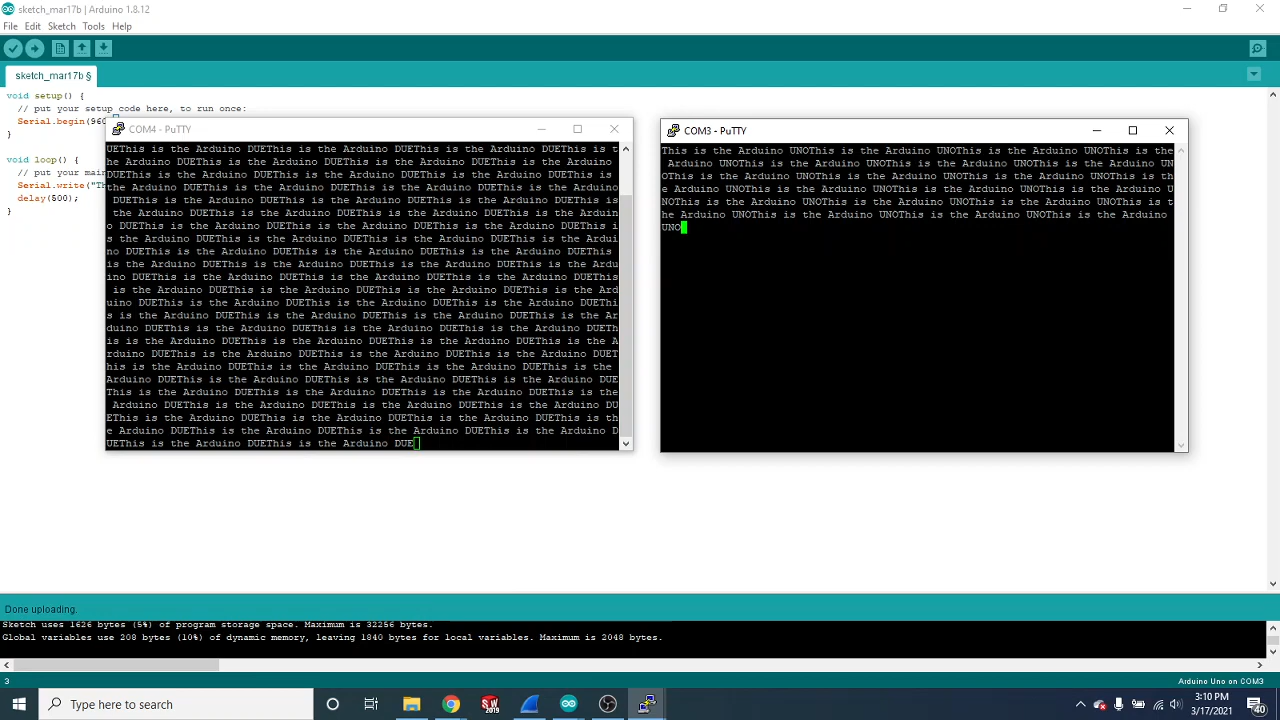 sketch_mar17b | Arduino 1.8.12
File Edit Sketch Tools Help
sketch_mar17b §
void setup() {
// put your setup code here, to run once:
Serial.begin(960
}
void loop() {
// put your mai
Serial.write("Th
delay(500);
}
COM4 - PuTTY
UEThis is the Arduino DUEThis is the Arduino DUEThis is the Arduino DUEThis is t
he Arduino DUEThis is the Arduino DUEThis is the Arduino DUEThis is the Arduino
DUEThis is the Arduino DUEThis is the Arduino DUEThis is the Arduino DUEThis is
the Arduino DUEThis is the Arduino DUEThis is the Arduino DUEThis is the Arduino
DUEThis is the Arduino DUEThis is the Arduino DUEThis is the Arduino DUEThis is
the Arduino DUEThis is the Arduino DUEThis is the Arduino DUEThis is the Arduin
o DUEThis is the Arduino DUEThis is the Arduino DUEThis is the Arduino DUEThis i
s the Arduino DUEThis is the Arduino DUEThis is the Arduino DUEThis is the Ardui
no DUEThis is the Arduino DUEThis is the Arduino DUEThis is the Arduino DUEThis
is the Arduino DUEThis is the Arduino DUEThis is the Arduino DUEThis is the Ardu
ino DUEThis is the Arduino DUEThis is the Arduino DUEThis is the Arduino DUEThis
is the Arduino DUEThis is the Arduino DUEThis is the Arduino DUEThis is the Ard
uino DUEThis is the Arduino DUEThis is the Arduino DUEThis is the Arduino DUEThi
s is the Arduino DUEThis is the Arduino DUEThis is the Arduino DUEThis is the Ar
duino DUEThis is the Arduino DUEThis is the Arduino DUEThis is the Arduino DUETh
is is the Arduino DUEThis is the Arduino DUEThis is the Arduino DUEThis is the A
rduino DUEThis is the Arduino DUEThis is the Arduino DUEThis is the Arduino DUET
his is the Arduino DUEThis is the Arduino DUEThis is the Arduino DUEThis is the
Arduino DUEThis is the Arduino DUEThis is the Arduino DUEThis is the Arduino DUE
This is the Arduino DUEThis is the Arduino DUEThis is the Arduino DUEThis is the
Arduino DUEThis is the Arduino DUEThis is the Arduino DUEThis is the Arduino DU
EThis is the Arduino DUEThis is the Arduino DUEThis is the Arduino DUEThis is th
e Arduino DUEThis is the Arduino DUEThis is the Arduino DUEThis is the Arduino D
UEThis is the Arduino DUEThis is the Arduino DUE
COM3 - PuTTY
This is the Arduino UNOThis is the Arduino UNOThis is the Arduino UNOThis is the
Arduino UNOThis is the Arduino UNOThis is the Arduino UNOThis is the Arduino UN
OThis is the Arduino UNOThis is the Arduino UNOThis is the Arduino UNOThis is th
e Arduino UNOThis is the Arduino UNOThis is the Arduino UNOThis is the Arduino U
NOThis is the Arduino UNOThis is the Arduino UNOThis is the Arduino UNOThis is t
he Arduino UNOThis is the Arduino UNOThis is the Arduino UNOThis is the Arduino
UNO
Done uploading.
Sketch uses 1626 bytes (5%) of program storage space. Maximum is 32256 bytes.
Global variables use 208 bytes (10%) of dynamic memory, leaving 1840 bytes for local variables. Maximum is 2048 bytes.
3
Arduino Uno on COM3
Type here to search
SW
2019
3:10 PM
3/17/2021
40